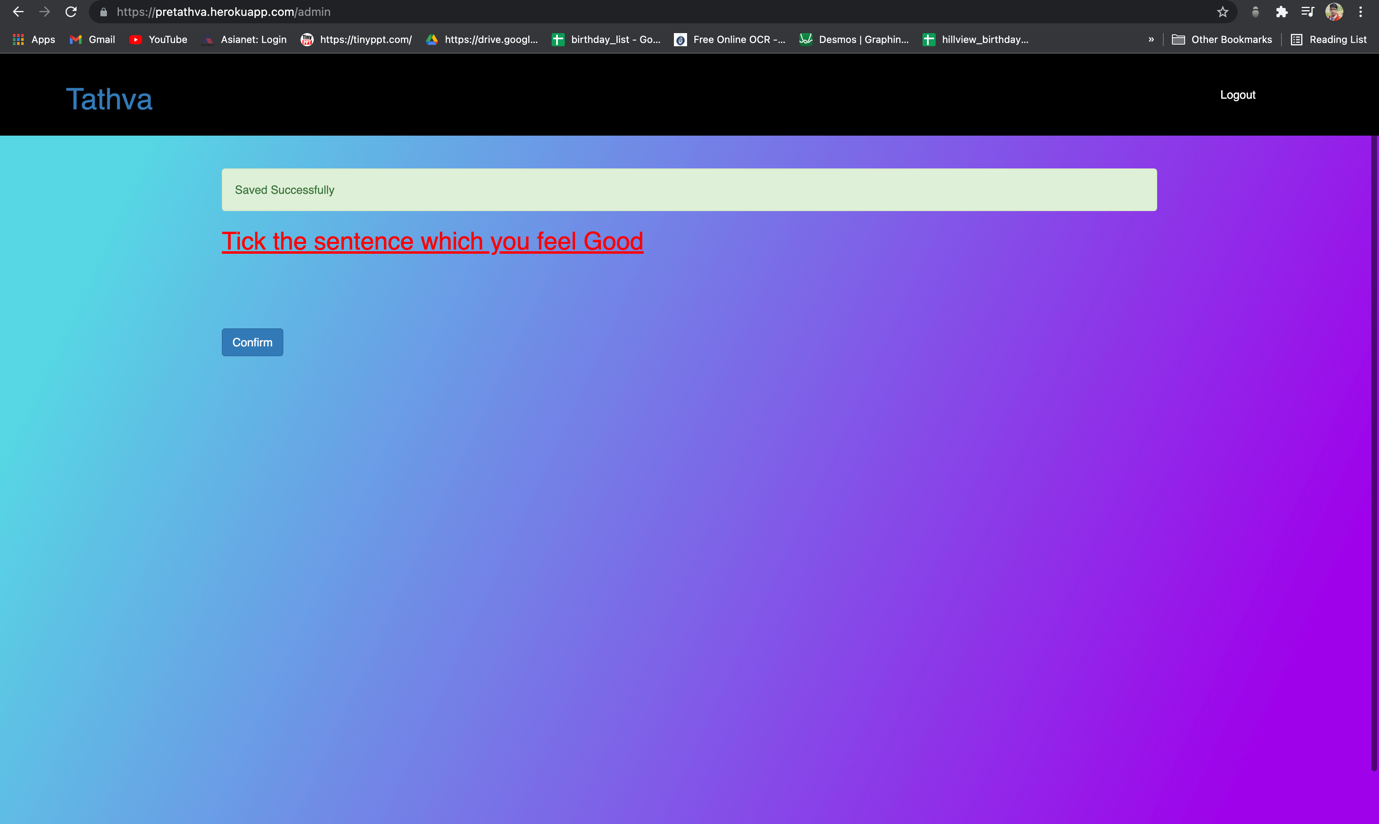 https://pretathva.herokuapp.com/admin
Apps Gmail YouTube Asianet: Login https://tinyppt.com/ https://drive.googl... birthday_list - Go... Free Online OCR -... Desmos | Graphin... hillview_birthday... » Other Bookmarks Reading List
Tathva Logout
Saved Successfully
Tick the sentence which you feel Good
Confirm